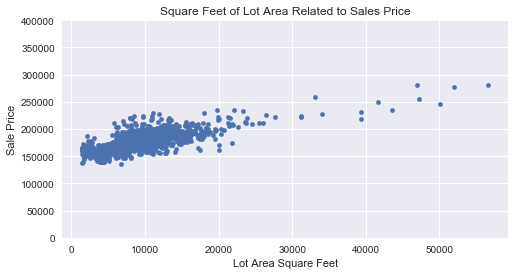 Square Feet of Lot Area Related to Sales Price
400000
350000
300000
250000
200000
150000
100000
50000
0
Sale Price
0 10000 20000 30000 40000 50000
Lot Area Square Feet